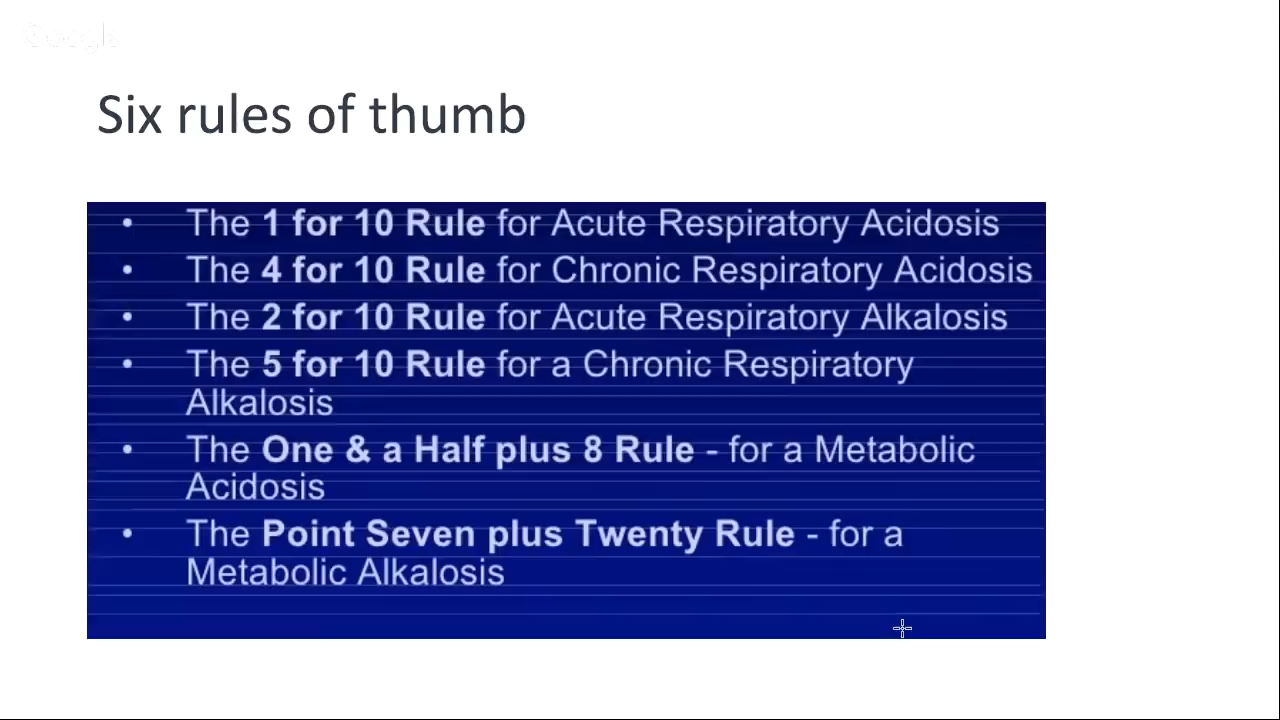 Six rules of thumb
• The 1 for 10 Rule for Acute Respiratory Acidosis
• The 4 for 10 Rule for Chronic Respiratory Acidosis
• The 2 for 10 Rule for Acute Respiratory Alkalosis
• The 5 for 10 Rule for a Chronic Respiratory
Alkalosis
• The One & a Half plus 8 Rule - for a Metabolic
Acidosis
• The Point Seven plus Twenty Rule - for a
Metabolic Alkalosis